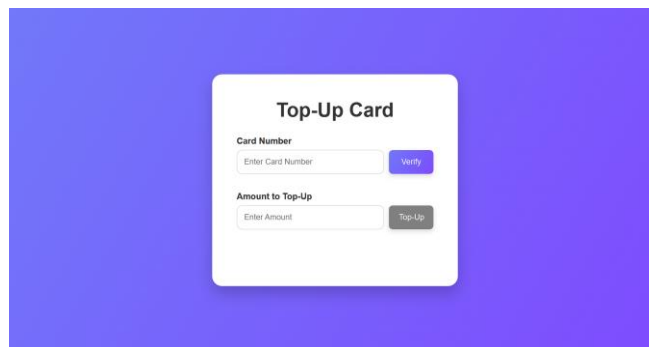 Top-Up Card
Card Number
Enter Card Number
Verify
Amount to Top-Up
Enter Amount
Top-Up